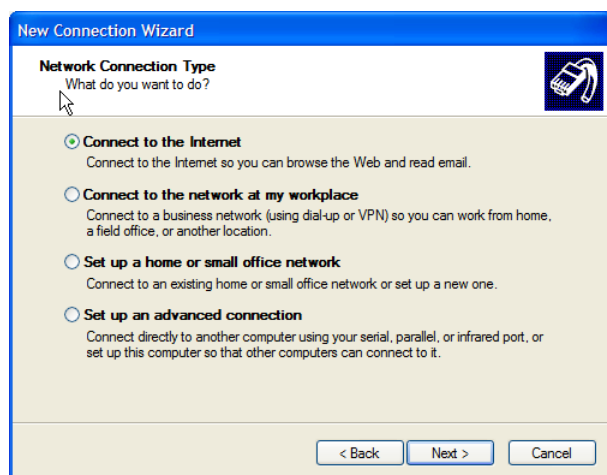 New Connection Wizard
Network Connection Type
What do you want to do?
Connect to the Internet
Connect to the Internet so you can browse the Web and read email.
Connect to the network at my workplace
Connect to a business network (using dial-up or VPN) so you can work from home,
a field office, or another location.
Set up a home or small office network
Connect to an existing home or small office network or set up a new one.
Set up an advanced connection
Connect directly to another computer using your serial, parallel, or infrared port, or
set up this computer so that other computers can connect to it.
< Back Next > Cancel